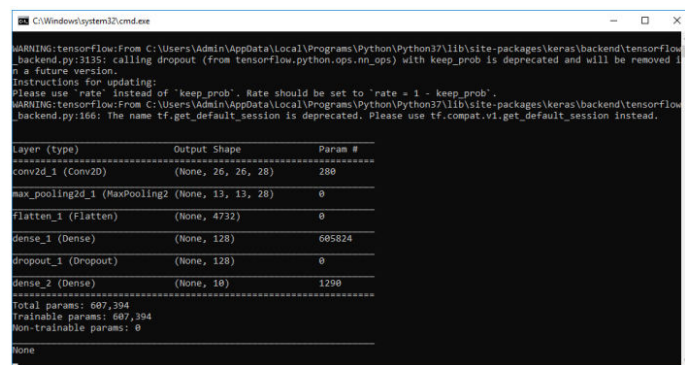 C:\Windows\system32\cmd.exe
WARNING:tensorflow:From C:\Users\Admin\AppData\Local\Programs\Python\Python37\lib\site-packages\keras\backend\tensorflow
_backend.py:3135: calling dropout (from tensorflow.python.ops.nn_ops) with keep_prob is deprecated and will be removed i
n a future version.
Instructions for updating:
Please use `rate` instead of `keep_prob`. Rate should be set to `rate = 1 - keep_prob`.
WARNING:tensorflow:From C:\Users\Admin\AppData\Local\Programs\Python\Python37\lib\site-packages\keras\backend\tensorflow
_backend.py:166: The name tf.get_default_session is deprecated. Please use tf.compat.v1.get_default_session instead.
Layer (type) Output Shape Param #
conv2d_1 (Conv2D) (None, 26, 26, 28) 280
max_pooling2d_1 (MaxPooling2 (None, 13, 13, 28) 0
flatten_1 (Flatten) (None, 4732) 0
dense_1 (Dense) (None, 128) 605824
dropout_1 (Dropout) (None, 128) 0
dense_2 (Dense) (None, 10) 1290
Total params: 607,394
Trainable params: 607,394
Non-trainable params: 0
None